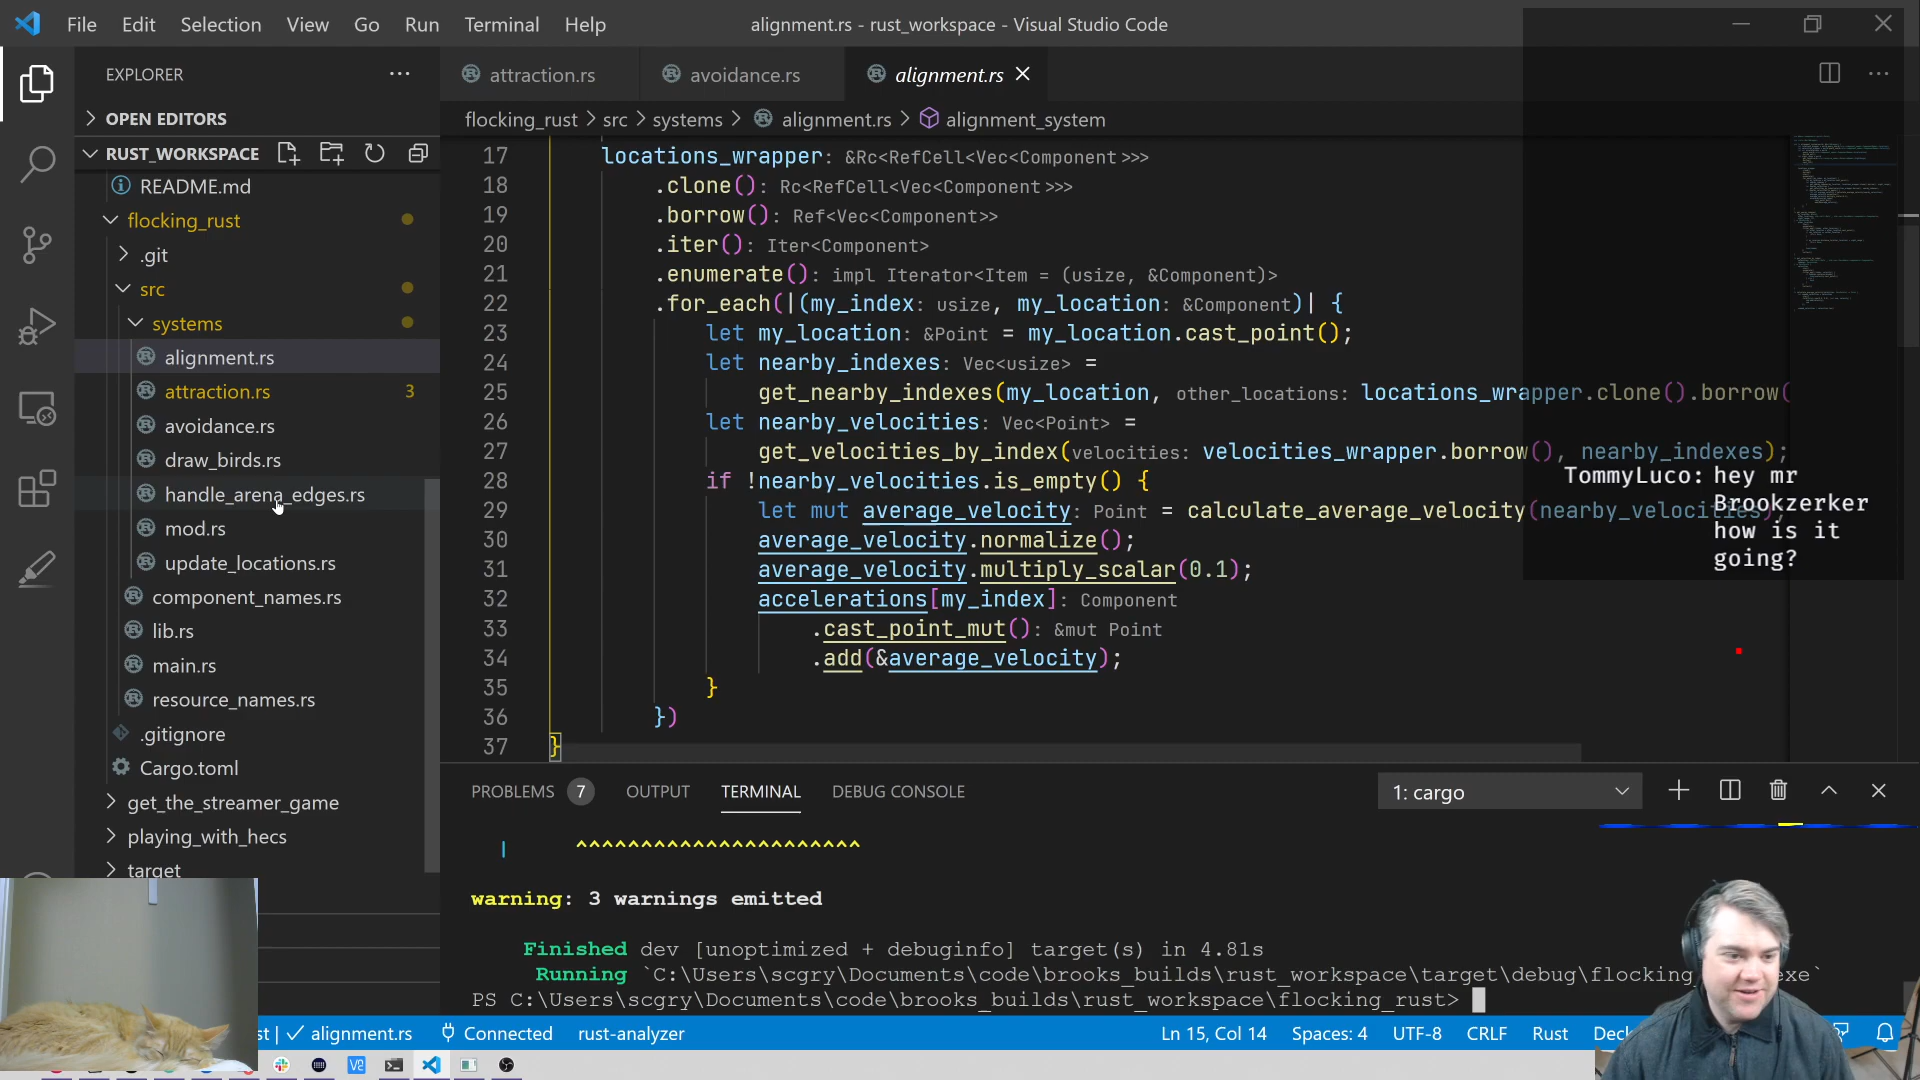 File Edit Selection View Go Run Terminal Help
alignment.rs - rust_workspace - Visual Studio Code
EXPLORER
OPEN EDITORS
RUST_WORKSPACE
README.md
flocking_rust
.git
src
systems
alignment.rs
attraction.rs 3
avoidance.rs
draw_birds.rs
handle_arena_edges.rs
mod.rs
update_locations.rs
component_names.rs
lib.rs
main.rs
resource_names.rs
.gitignore
Cargo.toml
get_the_streamer_game
playing_with_hecs
target
attraction.rs avoidance.rs alignment.rs
flocking_rust > src > systems > alignment.rs > alignment_system
17 locations_wrapper: &Rc<RefCell<Vec<Component>>>
18 .clone(): Rc<RefCell<Vec<Component>>>
19 .borrow(): Ref<Vec<Component>>
20 .iter(): Iter<Component>
21 .enumerate(): impl Iterator<Item = (usize, &Component)>
22 .for_each(|(my_index: usize, my_location: &Component)| {
23 let my_location: &Point = my_location.cast_point();
24 let nearby_indexes: Vec<usize> =
25 get_nearby_indexes(my_location, other_locations: locations_wrapper.clone().borrow(
26 let nearby_velocities: Vec<Point> =
27 get_velocities_by_index(velocities: velocities_wrapper.borrow(), nearby_indexes);
28 if !nearby_velocities.is_empty() {
29 let mut average_velocity: Point = calculate_average_velocity(nearby_velocities);
30 average_velocity.normalize();
31 average_velocity.multiply_scalar(0.1);
32 accelerations[my_index]: Component
33 .cast_point_mut(): &mut Point
34 .add(&average_velocity);
35 }
36 })
37 }
TommyLuco: hey mr
Brookzerker
how is it
going?
PROBLEMS 7 OUTPUT TERMINAL DEBUG CONSOLE 1: cargo
| ^^^^^^^^^^^^^^^^^^^^^^
warning: 3 warnings emitted
Finished dev [unoptimized + debuginfo] target(s) in 4.81s
Running `C:\Users\scgry\Documents\code\brooks_builds\rust_workspace\target\debug\flocking_ exe`
PS C:\Users\scgry\Documents\code\brooks_builds\rust_workspace\flocking_rust>
st | ✓ alignment.rs Connected rust-analyzer Ln 15, Col 14 Spaces: 4 UTF-8 CRLF Rust